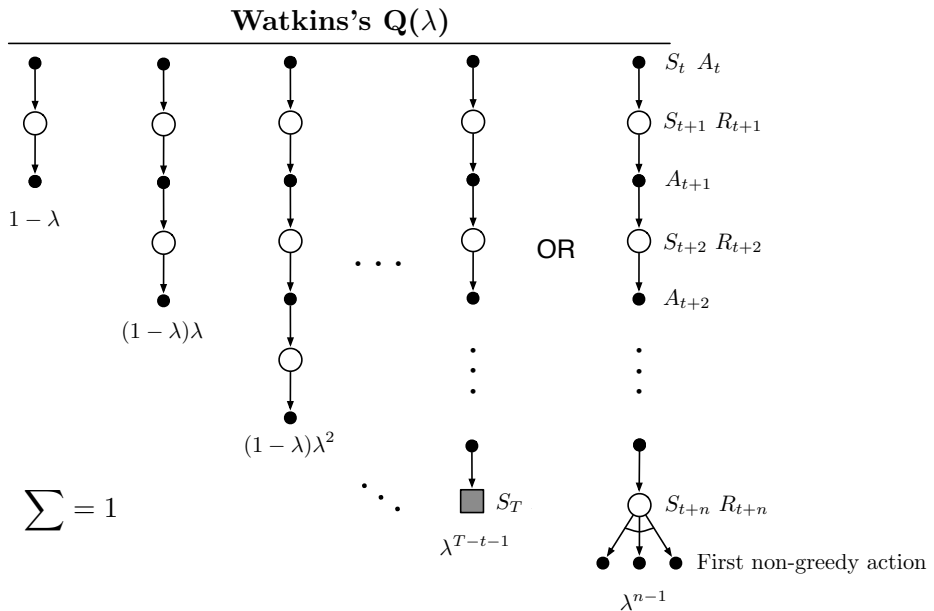 Watkins's Q(λ)
S_t A_t
S_{t+1} R_{t+1}
A_{t+1}
1 − λ
S_{t+2} R_{t+2}
OR
A_{t+2}
(1 − λ)λ
(1 − λ)λ^2
∑ = 1
S_T
S_{t+n} R_{t+n}
λ^{T−t−1}
First non-greedy action
λ^{n−1}